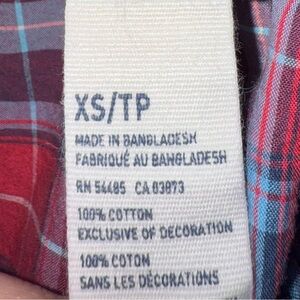 XS/TP
MADE IN BANGLADESH
FABRIQUÉ AU BANGLADESH
RN 54485 CA 03873
100% COTTON
EXCLUSIVE OF DECORATION
100% COTON
SANS LES DÉCORATIONS